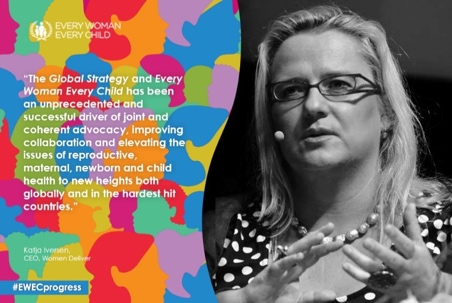 EVERY WOMAN
EVERY CHILD
“The Global Strategy and Every
Woman Every Child has been
an unprecedented and
successful driver of joint and
coherent advocacy, improving
collaboration and elevating the
issues of reproductive,
maternal, newborn and child
health to new heights both
globally and in the hardest hit
countries.”
Katja Iversen,
CEO, Women Deliver
#EWECprogress